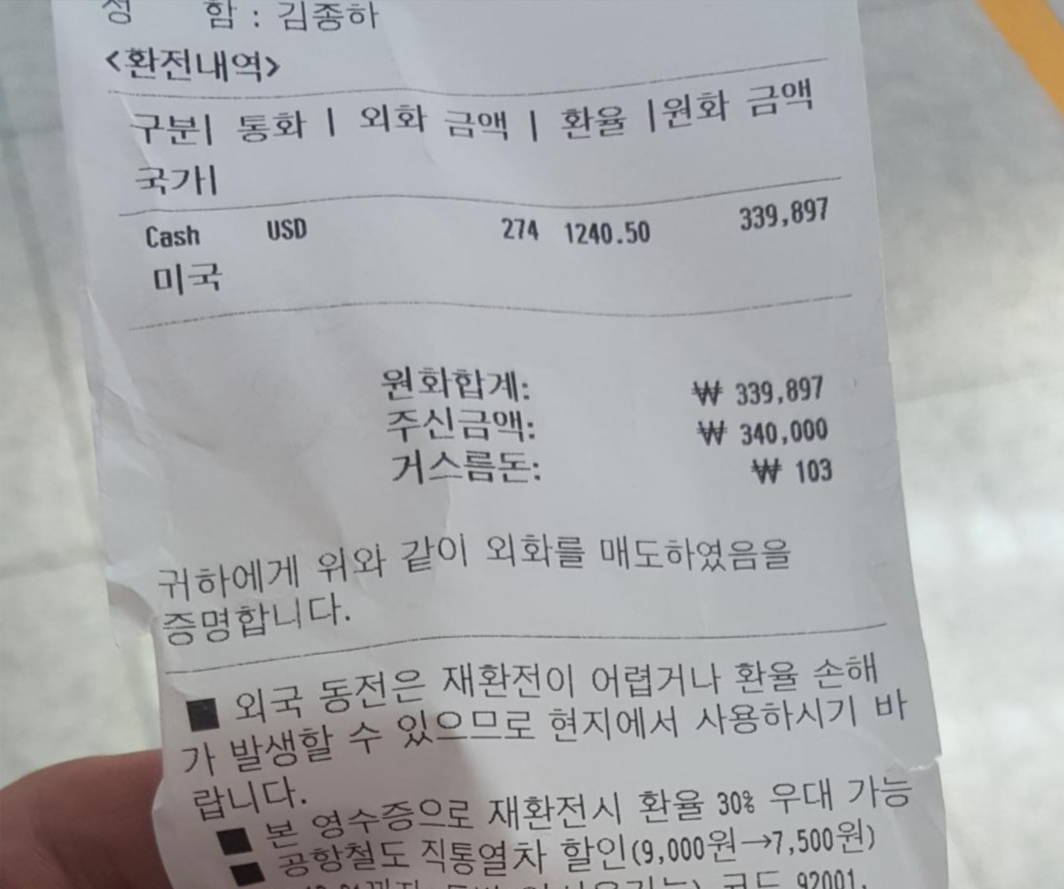 성 함 : 김종하
<환전내역>
구분| 통화 | 외화 금액 | 환율 |원화 금액
국가|
Cash USD 274 1240.50 339,897
미국
원화합계: ₩ 339,897
주신금액: ₩ 340,000
거스름돈: ₩ 103
귀하에게 위와 같이 외화를 매도하였음을
증명합니다.
■ 외국 동전은 재환전이 어렵거나 환율 손해
가 발생할 수 있으므로 현지에서 사용하시기 바
랍니다.
■ 본 영수증으로 재환전시 환율 30% 우대 가능
■ 공항철도 직통열차 할인(9,000원→7,500원)
코드 92001,